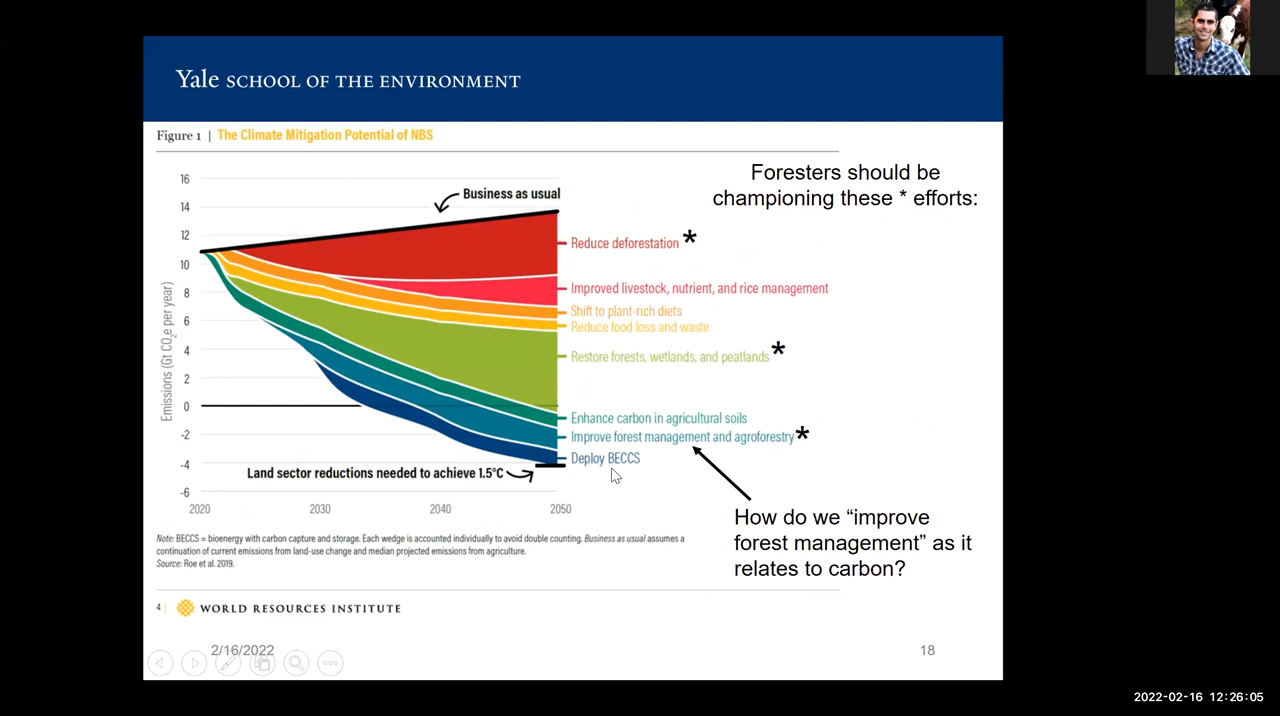 Yale SCHOOL OF THE ENVIRONMENT
Figure 1 | The Climate Mitigation Potential of NBS
Foresters should be
championing these * efforts:
16
14
12
10
8
6
4
2
0
-2
-4
-6
Emissions (Gt CO2e per year)
Business as usual
Reduce deforestation *
Improved livestock, nutrient, and rice management
Shift to plant-rich diets
Reduce food loss and waste
Restore forests, wetlands, and peatlands *
Enhance carbon in agricultural soils
Improve forest management and agroforestry *
Deploy BECCS
Land sector reductions needed to achieve 1.5°C
2020 2030 2040 2050
How do we “improve
forest management” as it
relates to carbon?
Note: BECCS = bioenergy with carbon capture and storage. Each wedge is accounted individually to avoid double counting. Business as usual assumes a
continuation of current emissions from land-use change and median projected emissions from agriculture.
Source: Roe et al. 2019.
4 | WORLD RESOURCES INSTITUTE
2/16/2022
18
2022-02-16 12:26:05